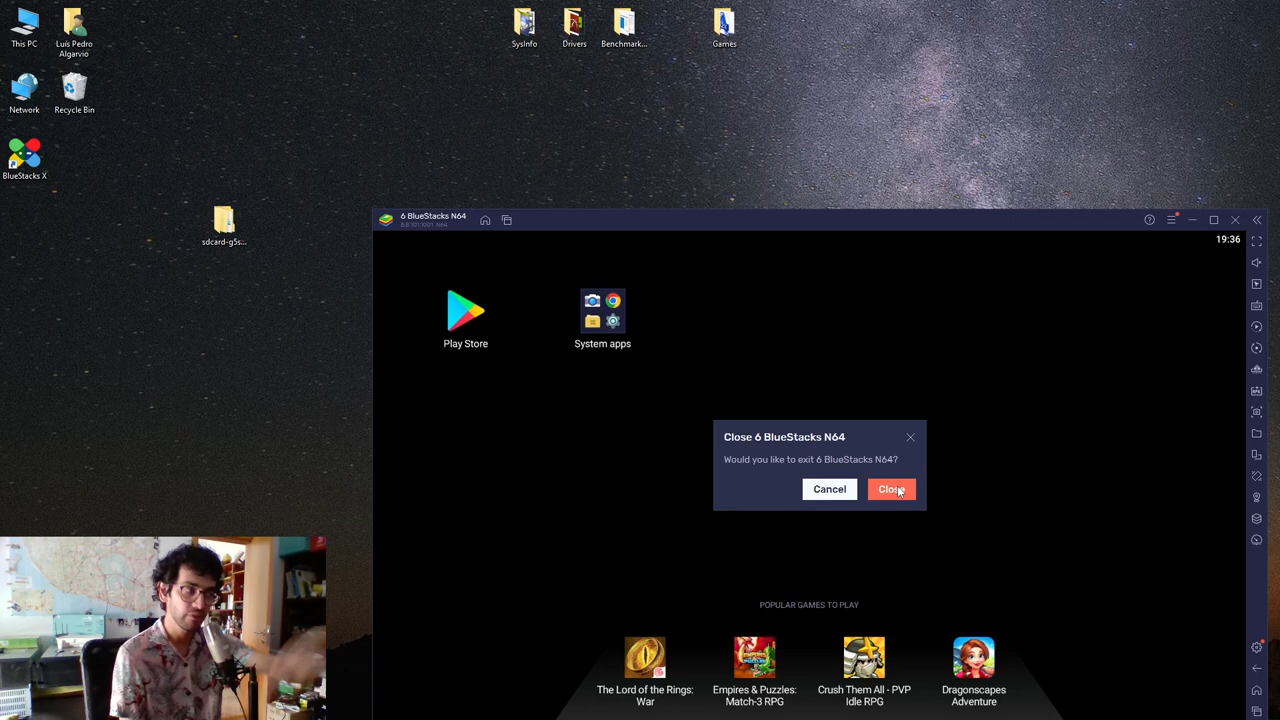 This PC
Luís Pedro
Algarvio
SysInfo
Drivers
Benchmark...
Games
Network
Recycle Bin
BlueStacks X
sdcard-g5s...
6 BlueStacks N64
19:36
Play Store
System apps
Close 6 BlueStacks N64
Would you like to exit 6 BlueStacks N64?
Cancel
Close
POPULAR GAMES TO PLAY
The Lord of the Rings:
War
Empires & Puzzles:
Match-3 RPG
Crush Them All - PVP
Idle RPG
Dragonscapes
Adventure